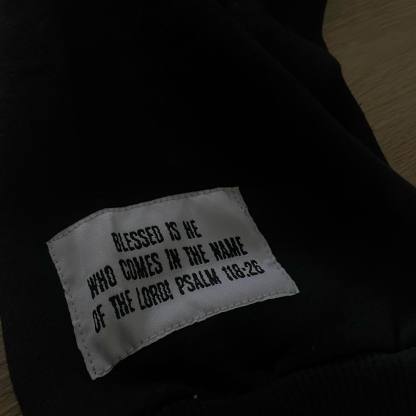 BLESSED IS HE
WHO COMES IN THE NAME
OF THE LORD! PSALM 118-26